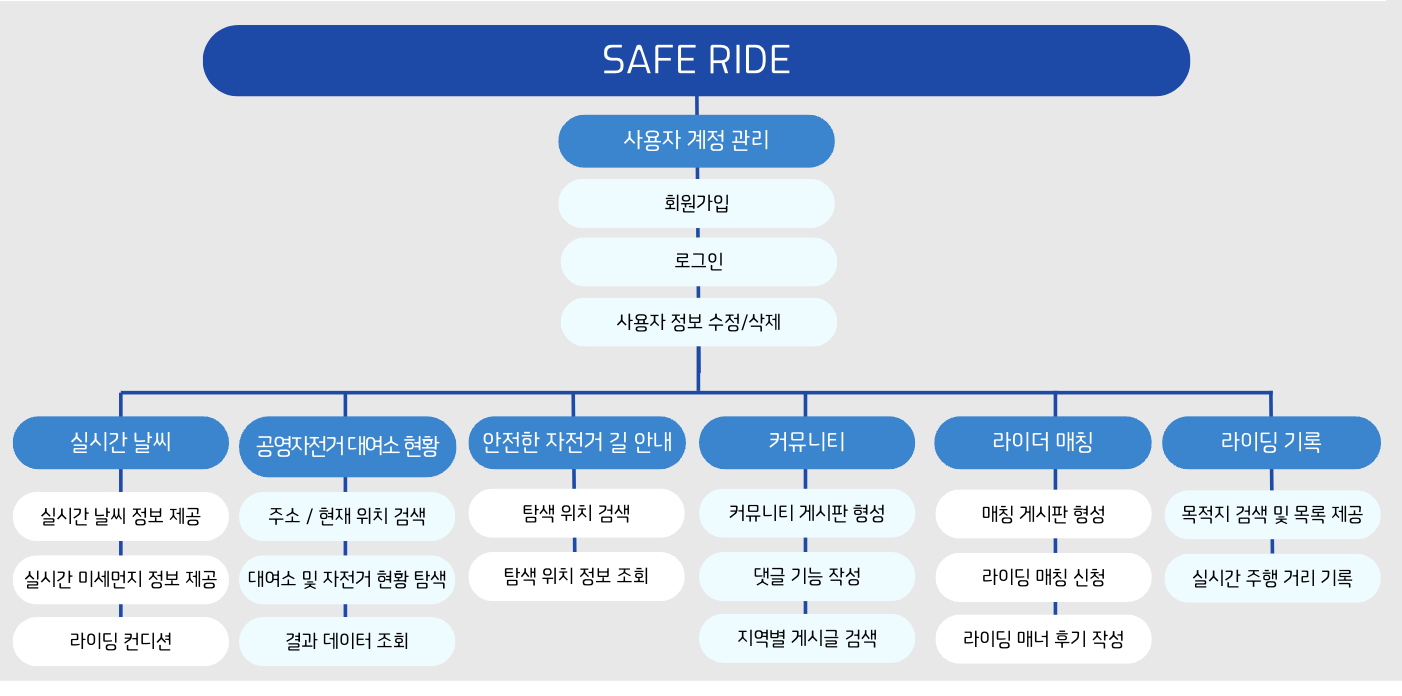 SAFE RIDE
사용자 계정 관리
회원가입
로그인
사용자 정보 수정/삭제
실시간 날씨
실시간 날씨 정보 제공
실시간 미세먼지 정보 제공
라이딩 컨디션
공영자전거 대여소 현황
주소 / 현재 위치 검색
대여소 및 자전거 현황 탐색
결과 데이터 조회
안전한 자전거 길 안내
탐색 위치 검색
탐색 위치 정보 조회
커뮤니티
커뮤니티 게시판 형성
댓글 기능 작성
지역별 게시글 검색
라이더 매칭
매칭 게시판 형성
라이딩 매칭 신청
라이딩 매너 후기 작성
라이딩 기록
목적지 검색 및 목록 제공
실시간 주행 거리 기록